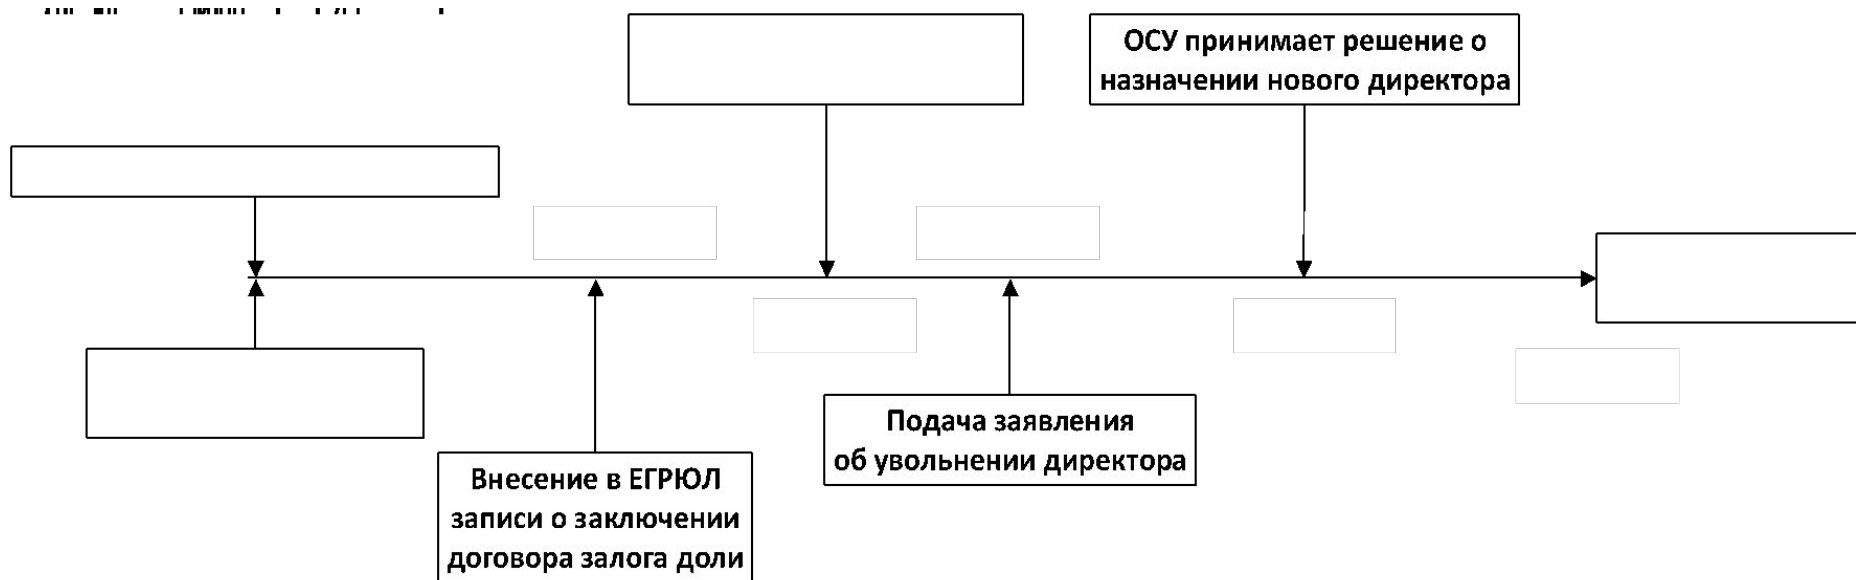 ОСУ принимает решение о
назначении нового директора
Подача заявления
об увольнении директора
Внесение в ЕГРЮЛ
записи о заключении
договора залога доли